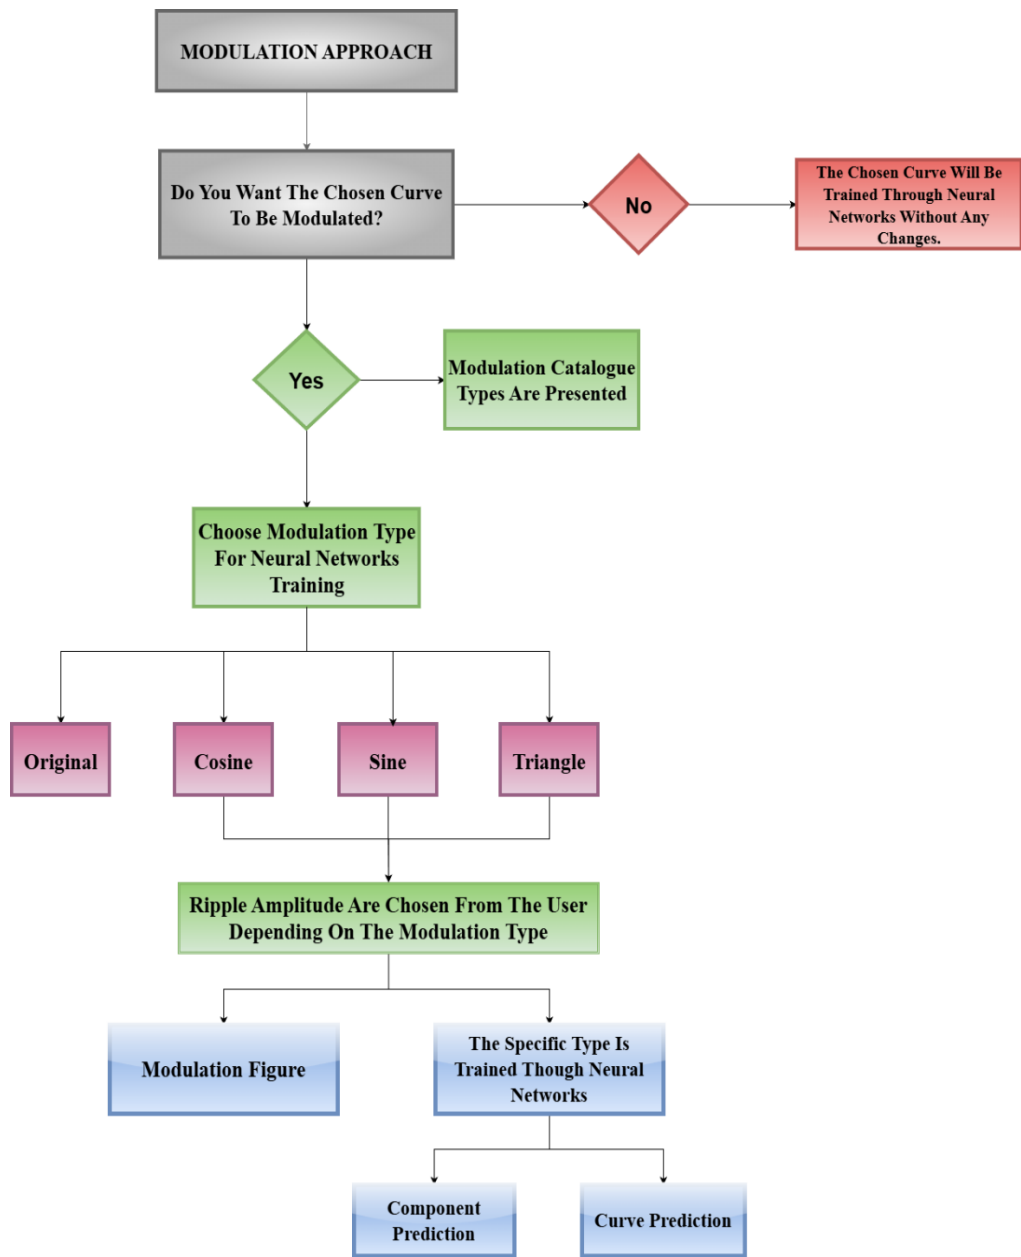 MODULATION APPROACH
Do You Want The Chosen Curve
To Be Modulated?
No
The Chosen Curve Will Be
Trained Through Neural
Networks Without Any
Changes.
Yes
Modulation Catalogue
Types Are Presented
Choose Modulation Type
For Neural Networks
Training
Original
Cosine
Sine
Triangle
Ripple Amplitude Are Chosen From The User
Depending On The Modulation Type
Modulation Figure
The Specific Type Is
Trained Though Neural
Networks
Component
Prediction
Curve Prediction